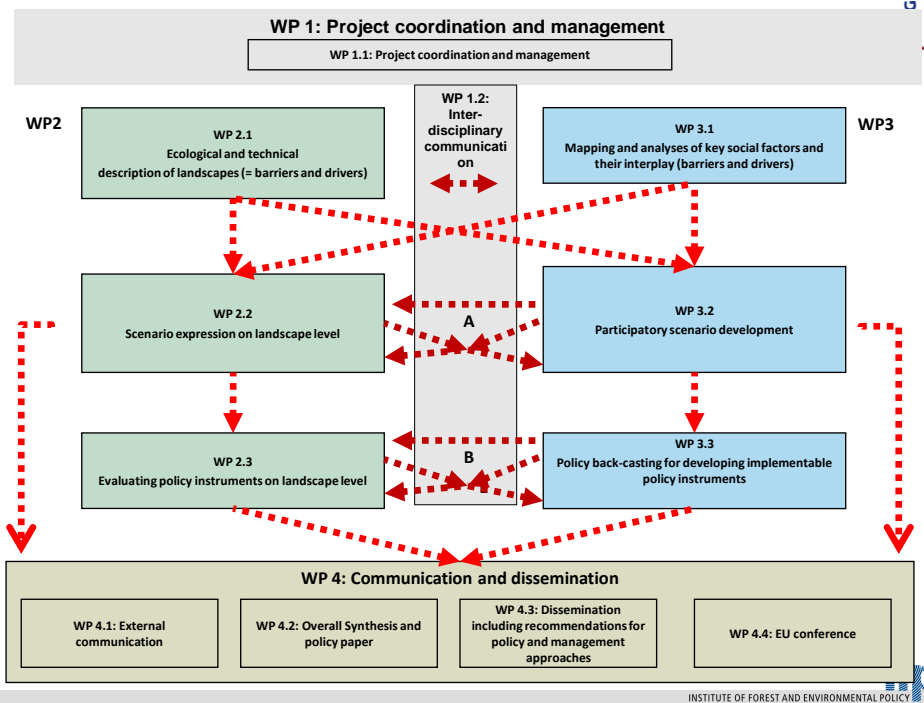 G
WP 1: Project coordination and management
WP 1.1: Project coordination and management
WP2
WP 2.1
Ecological and technical
description of landscapes (= barriers and drivers)
WP 1.2:
Inter-
disciplinary
communicati
on
WP 3.1
Mapping and analyses of key social factors and
their interplay (barriers and drivers)
WP3
WP 2.2
Scenario expression on landscape level
A
WP 3.2
Participatory scenario development
WP 2.3
Evaluating policy instruments on landscape level
B
WP 3.3
Policy back-casting for developing implementable
policy instruments
WP 4: Communication and dissemination
WP 4.1: External
communication
WP 4.2: Overall Synthesis and
policy paper
WP 4.3: Dissemination
including recommendations for
policy and management
approaches
WP 4.4: EU conference
INSTITUTE OF FOREST AND ENVIRONMENTAL POLICY